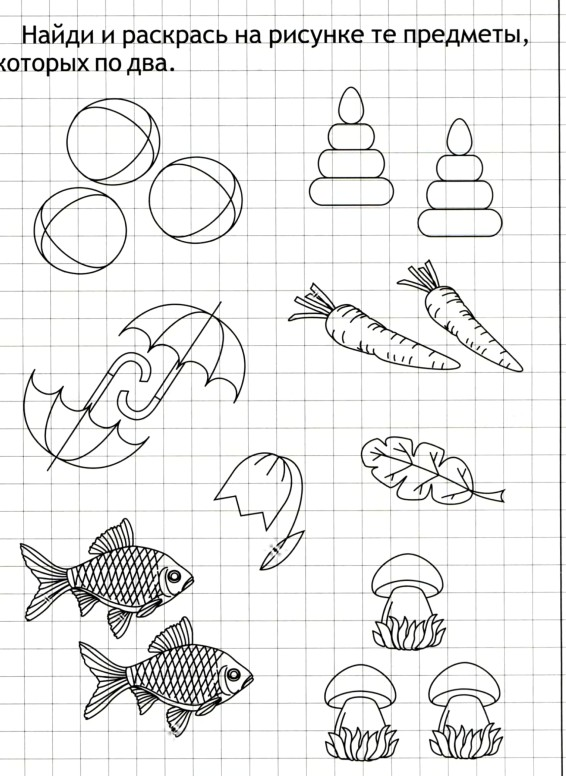 Найди и раскрась на рисунке те предметы,
которых по два.